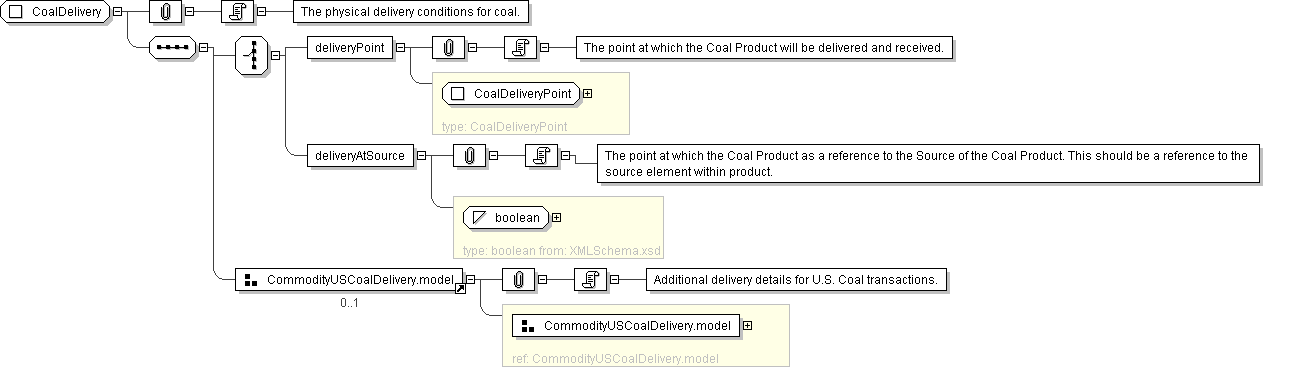 CoalDelivery
The physical delivery conditions for coal.
deliveryPoint
The point at which the Coal Product will be delivered and received.
CoalDeliveryPoint
type: CoalDeliveryPoint
deliveryAtSource
The point at which the Coal Product as a reference to the Source of the Coal Product. This should be a reference to the
source element within product.
boolean
type: boolean from: XMLSchema.xsd
CommodityUSCoalDelivery.model
Additional delivery details for U.S. Coal transactions.
0..1
CommodityUSCoalDelivery.model
ref: CommodityUSCoalDelivery.model